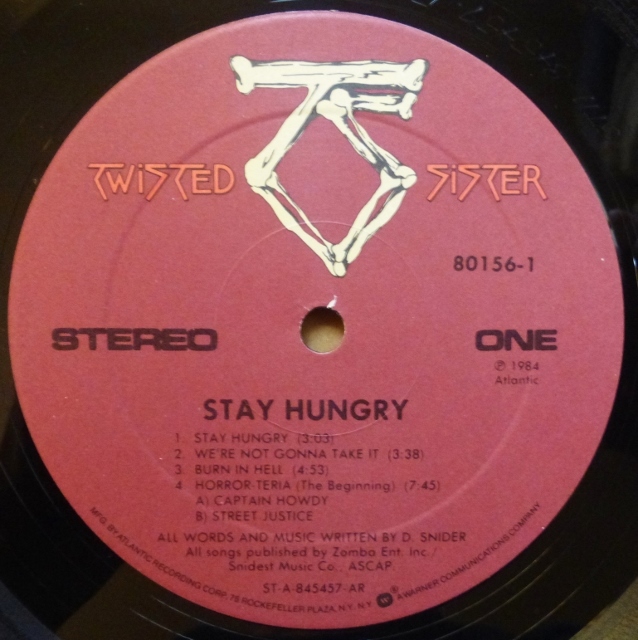 TWISTED SISTER
80156-1
STEREO ONE
℗ 1984
Atlantic
STAY HUNGRY
1. STAY HUNGRY (3:03)
2. WE'RE NOT GONNA TAKE IT (3:38)
3. BURN IN HELL (4:53)
4. HORROR-TERIA (The Beginning) (7:45)
A) CAPTAIN HOWDY
B) STREET JUSTICE
ALL WORDS AND MUSIC WRITTEN BY D. SNIDER
All songs published by Zomba Ent. Inc./
Snidest Music Co., ASCAP.
ST-A-845457-AR
MFG. BY ATLANTIC RECORDING CORP., 75 ROCKEFELLER PLAZA, N.Y. N.Y. W ® A WARNER COMMUNICATIONS COMPANY